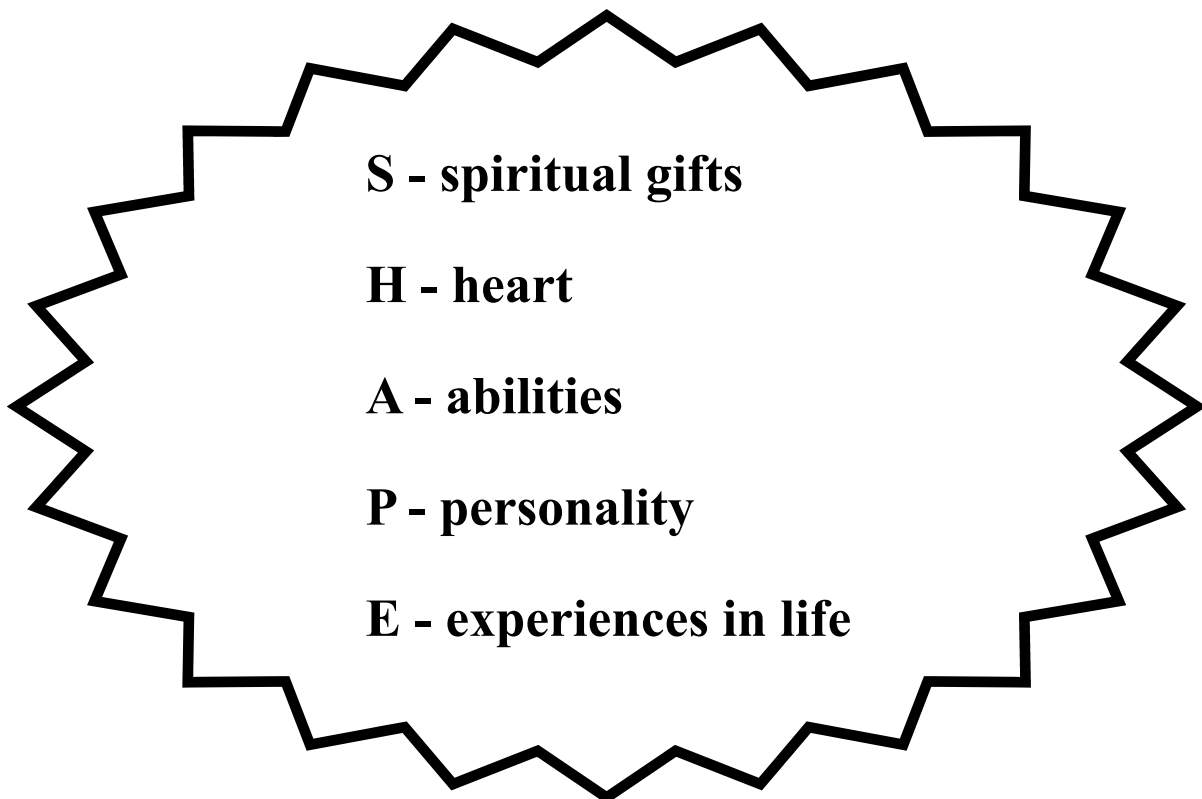 S - spiritual gifts
H - heart
A - abilities
P - personality
E - experiences in life